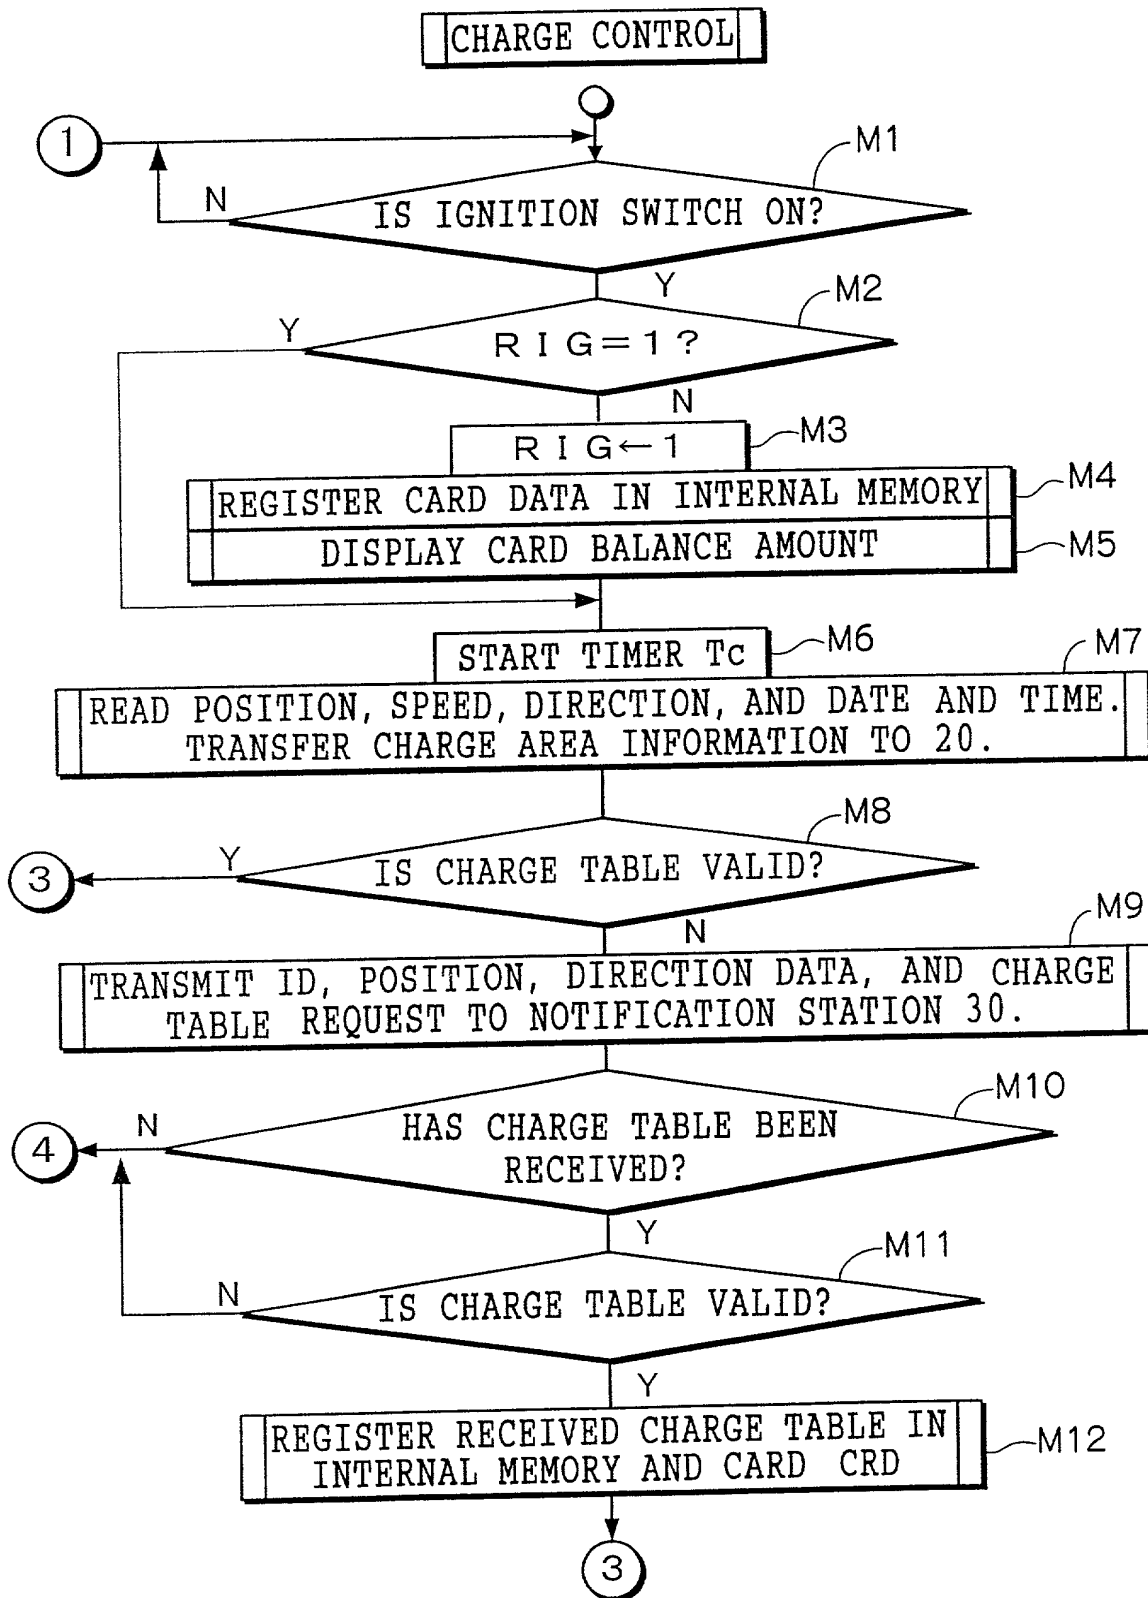 CHARGE CONTROL
1
M1
N
IS IGNITION SWITCH ON?
Y
M2
Y
RIG=1?
N
M3
RIG←1
M4
REGISTER CARD DATA IN INTERNAL MEMORY
M5
DISPLAY CARD BALANCE AMOUNT
M6
START TIMER Tc
M7
READ POSITION, SPEED, DIRECTION, AND DATE AND TIME.
TRANSFER CHARGE AREA INFORMATION TO 20.
M8
Y
3
IS CHARGE TABLE VALID?
N
M9
TRANSMIT ID, POSITION, DIRECTION DATA, AND CHARGE
TABLE REQUEST TO NOTIFICATION STATION 30.
M10
N
4
HAS CHARGE TABLE BEEN
RECEIVED?
Y
M11
N
IS CHARGE TABLE VALID?
Y
REGISTER RECEIVED CHARGE TABLE IN
M12
INTERNAL MEMORY AND CARD CRD
3